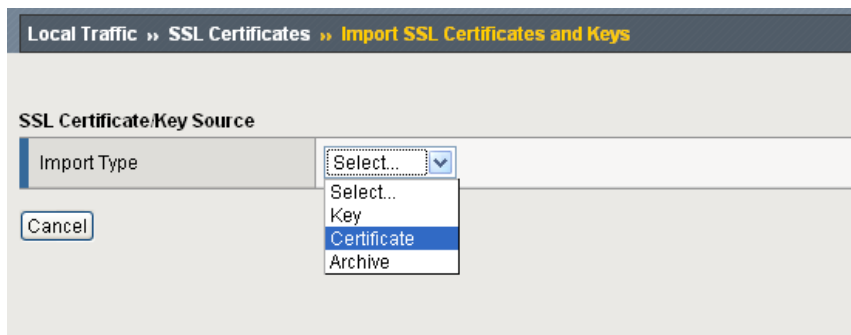 Local Traffic » SSL Certificates » Import SSL Certificates and Keys
SSL Certificate/Key Source
Import Type
Select...
Select...
Key
Certificate
Archive
Cancel